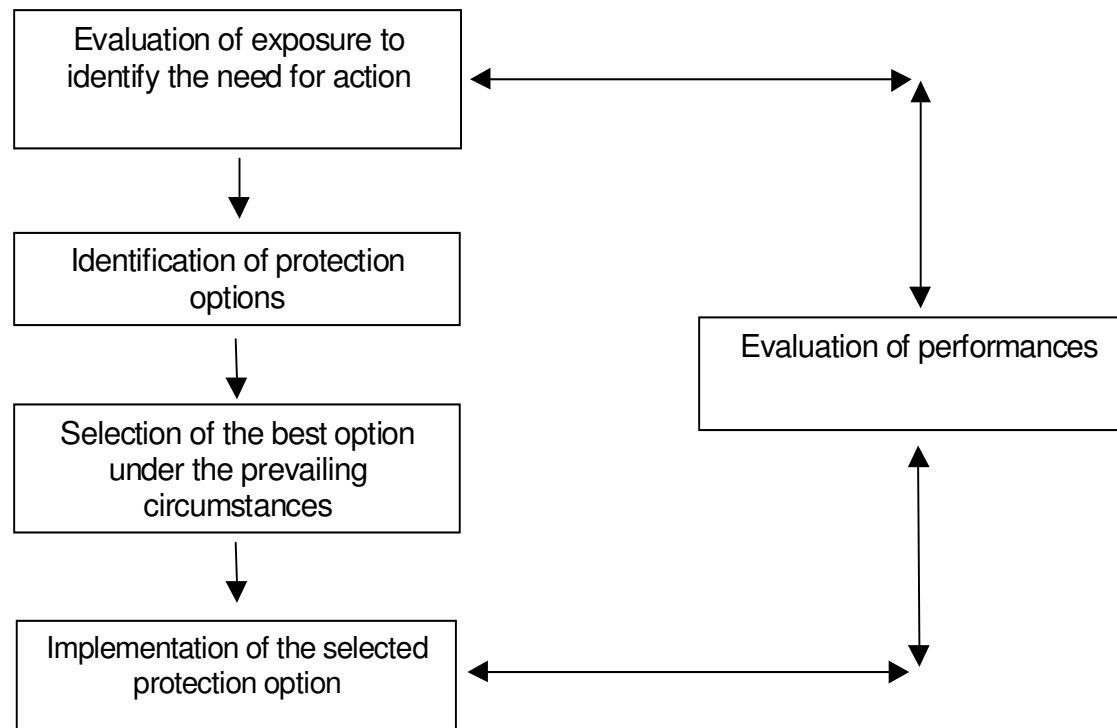 Evaluation of exposure to
identify the need for action
Identification of protection
options
Evaluation of performances
Selection of the best option
under the prevailing
circumstances
Implementation of the selected
protection option